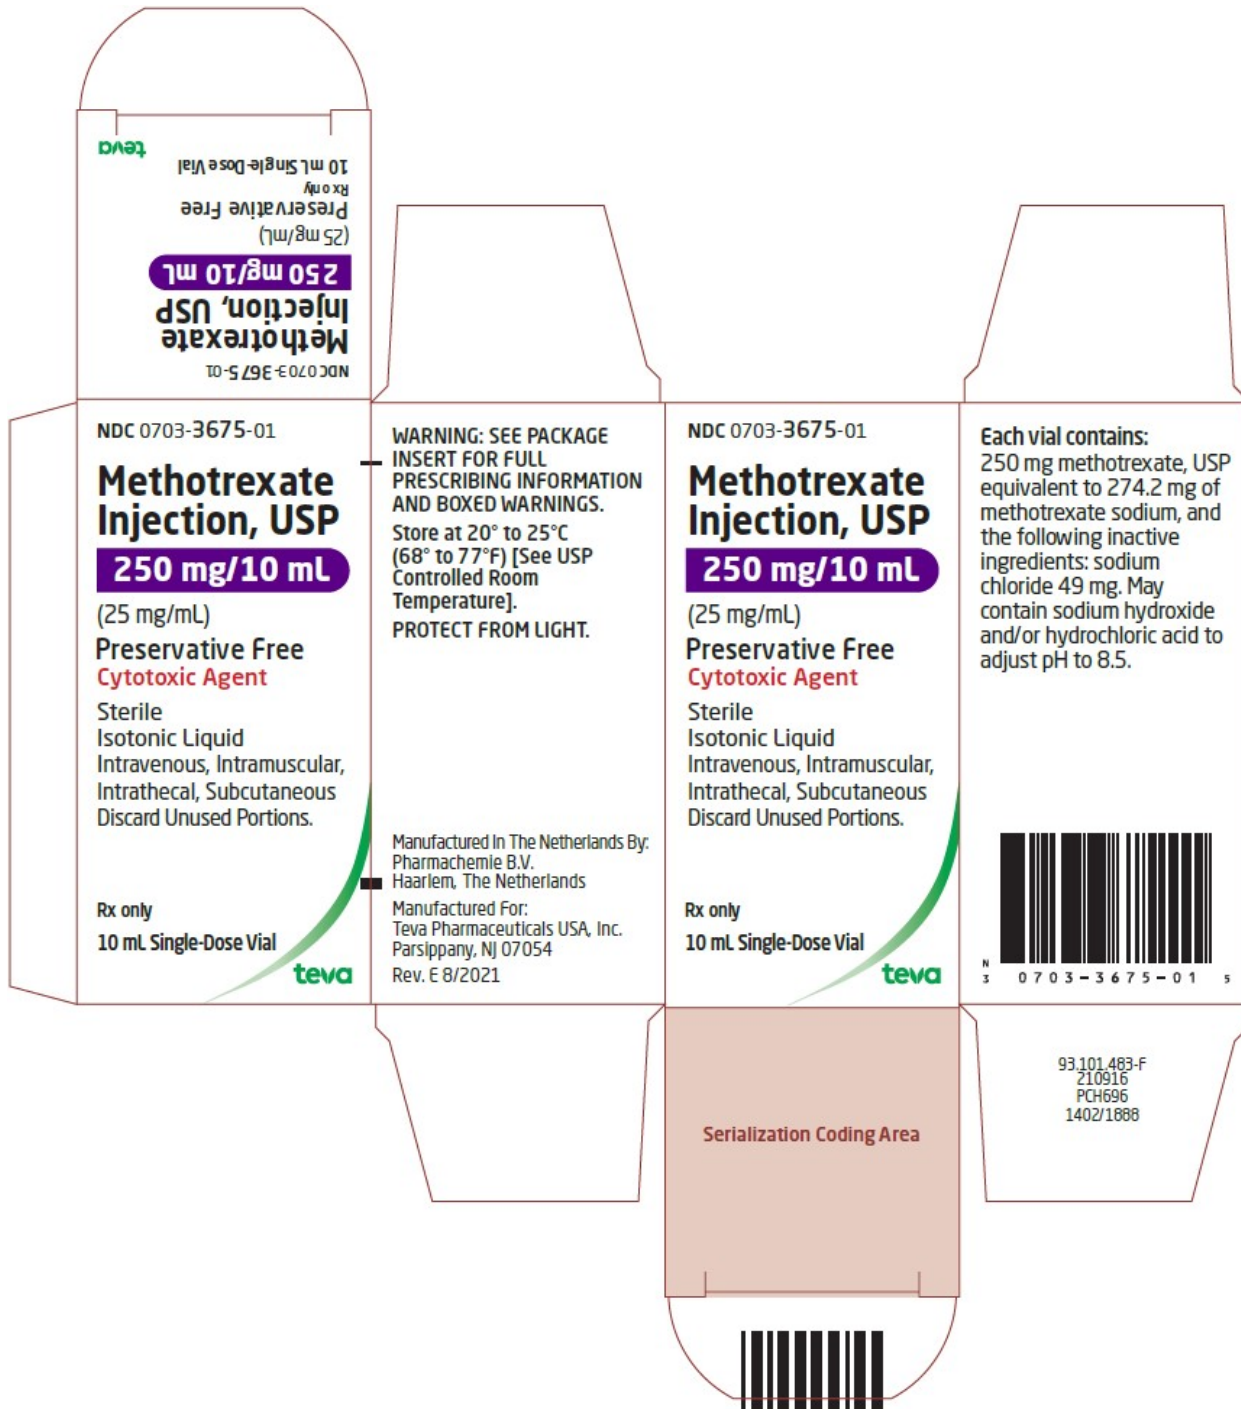 teva
10 mL Single-Dose Vial
Rx only
Preservative Free
(25 mg/mL)
250 mg/10 mL
Injection, USP
Methotrexate
NDC 0703-3675-01
NDC 0703-3675-01
Methotrexate
Injection, USP
250 mg/10 mL
(25 mg/mL)
Preservative Free
Cytotoxic Agent
Sterile
Isotonic Liquid
Intravenous, Intramuscular,
Intrathecal, Subcutaneous
Discard Unused Portions.
Rx only
10 mL Single-Dose Vial
teva
WARNING: SEE PACKAGE
INSERT FOR FULL
PRESCRIBING INFORMATION
AND BOXED WARNINGS.
Store at 20° to 25°C
(68° to 77°F) [See USP
Controlled Room
Temperature].
PROTECT FROM LIGHT.
Manufactured In The Netherlands By:
Pharmachemie B.V.
Haarlem, The Netherlands
Manufactured For:
Teva Pharmaceuticals USA, Inc.
Parsippany, NJ 07054
Rev. E 8/2021
NDC 0703-3675-01
Methotrexate
Injection, USP
250 mg/10 mL
(25 mg/mL)
Preservative Free
Cytotoxic Agent
Sterile
Isotonic Liquid
Intravenous, Intramuscular,
Intrathecal, Subcutaneous
Discard Unused Portions.
Rx only
10 mL Single-Dose Vial
teva
Each vial contains:
250 mg methotrexate, USP
equivalent to 274.2 mg of
methotrexate sodium, and
the following inactive
ingredients: sodium
chloride 49 mg. May
contain sodium hydroxide
and/or hydrochloric acid to
adjust pH to 8.5.
N
3 0703-3675-01 5
93.101.483-F
210916
PCH696
1402/1888
Serialization Coding Area